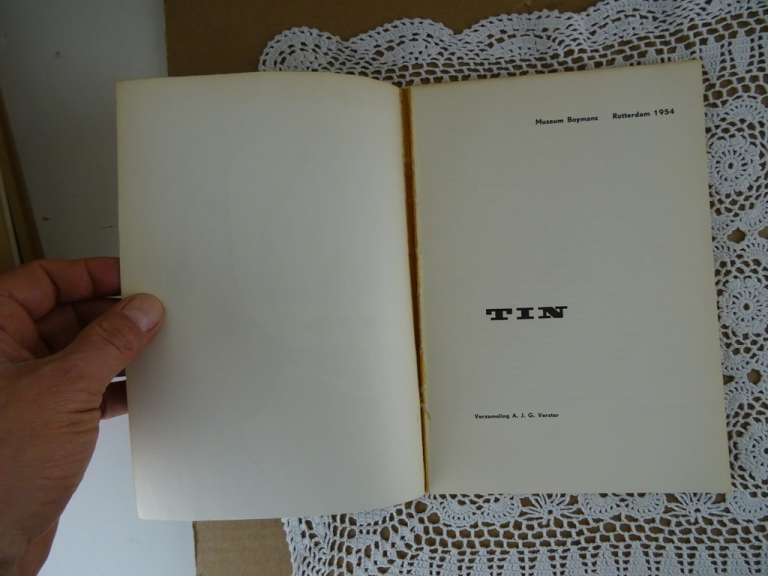 Museum Boymans Rotterdam 1954
TIN
Verzameling A. J. G. Verster